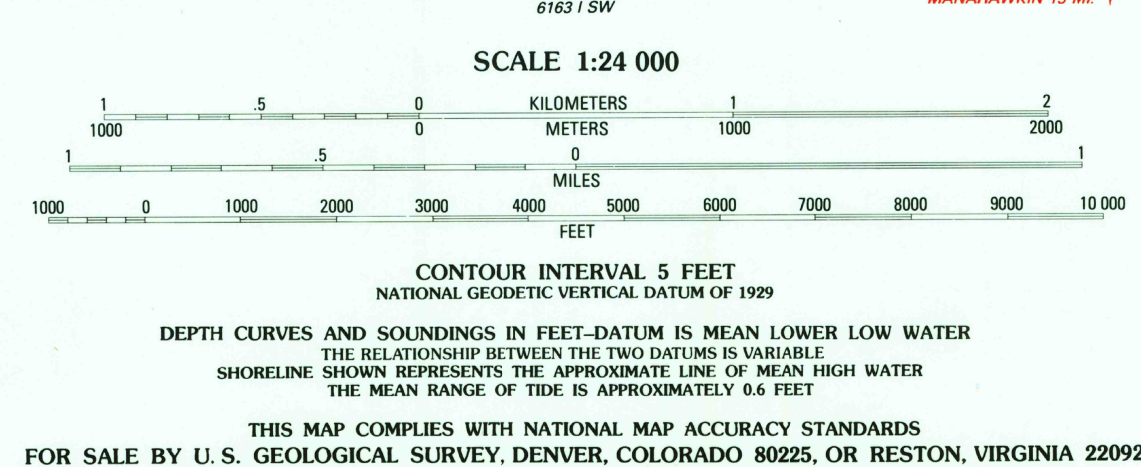 6163 I SW
MANAHAWKIN 15 MI.
SCALE 1:24 000
1 .5 0 KILOMETERS 1 2
1000 0 METERS 1000 2000
1 .5 0 1
MILES
1000 0 1000 2000 3000 4000 5000 6000 7000 8000 9000 10 000
FEET
CONTOUR INTERVAL 5 FEET
NATIONAL GEODETIC VERTICAL DATUM OF 1929
DEPTH CURVES AND SOUNDINGS IN FEET–DATUM IS MEAN LOWER LOW WATER
THE RELATIONSHIP BETWEEN THE TWO DATUMS IS VARIABLE
SHORELINE SHOWN REPRESENTS THE APPROXIMATE LINE OF MEAN HIGH WATER
THE MEAN RANGE OF TIDE IS APPROXIMATELY 0.6 FEET
THIS MAP COMPLIES WITH NATIONAL MAP ACCURACY STANDARDS
FOR SALE BY U. S. GEOLOGICAL SURVEY, DENVER, COLORADO 80225, OR RESTON, VIRGINIA 22092